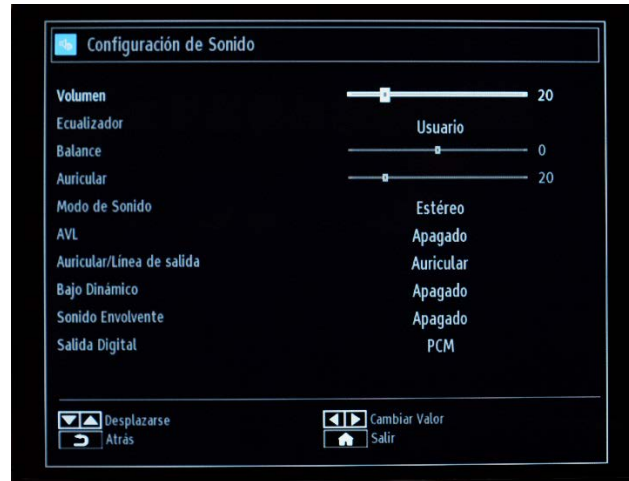 Configuración de Sonido
Volumen 20
Ecualizador Usuario
Balance 0
Auricular 20
Modo de Sonido Estéreo
AVL Apagado
Auricular/Línea de salida Auricular
Bajo Dinámico Apagado
Sonido Envolvente Apagado
Salida Digital PCM
Desplazarse Cambiar Valor
Atrás Salir